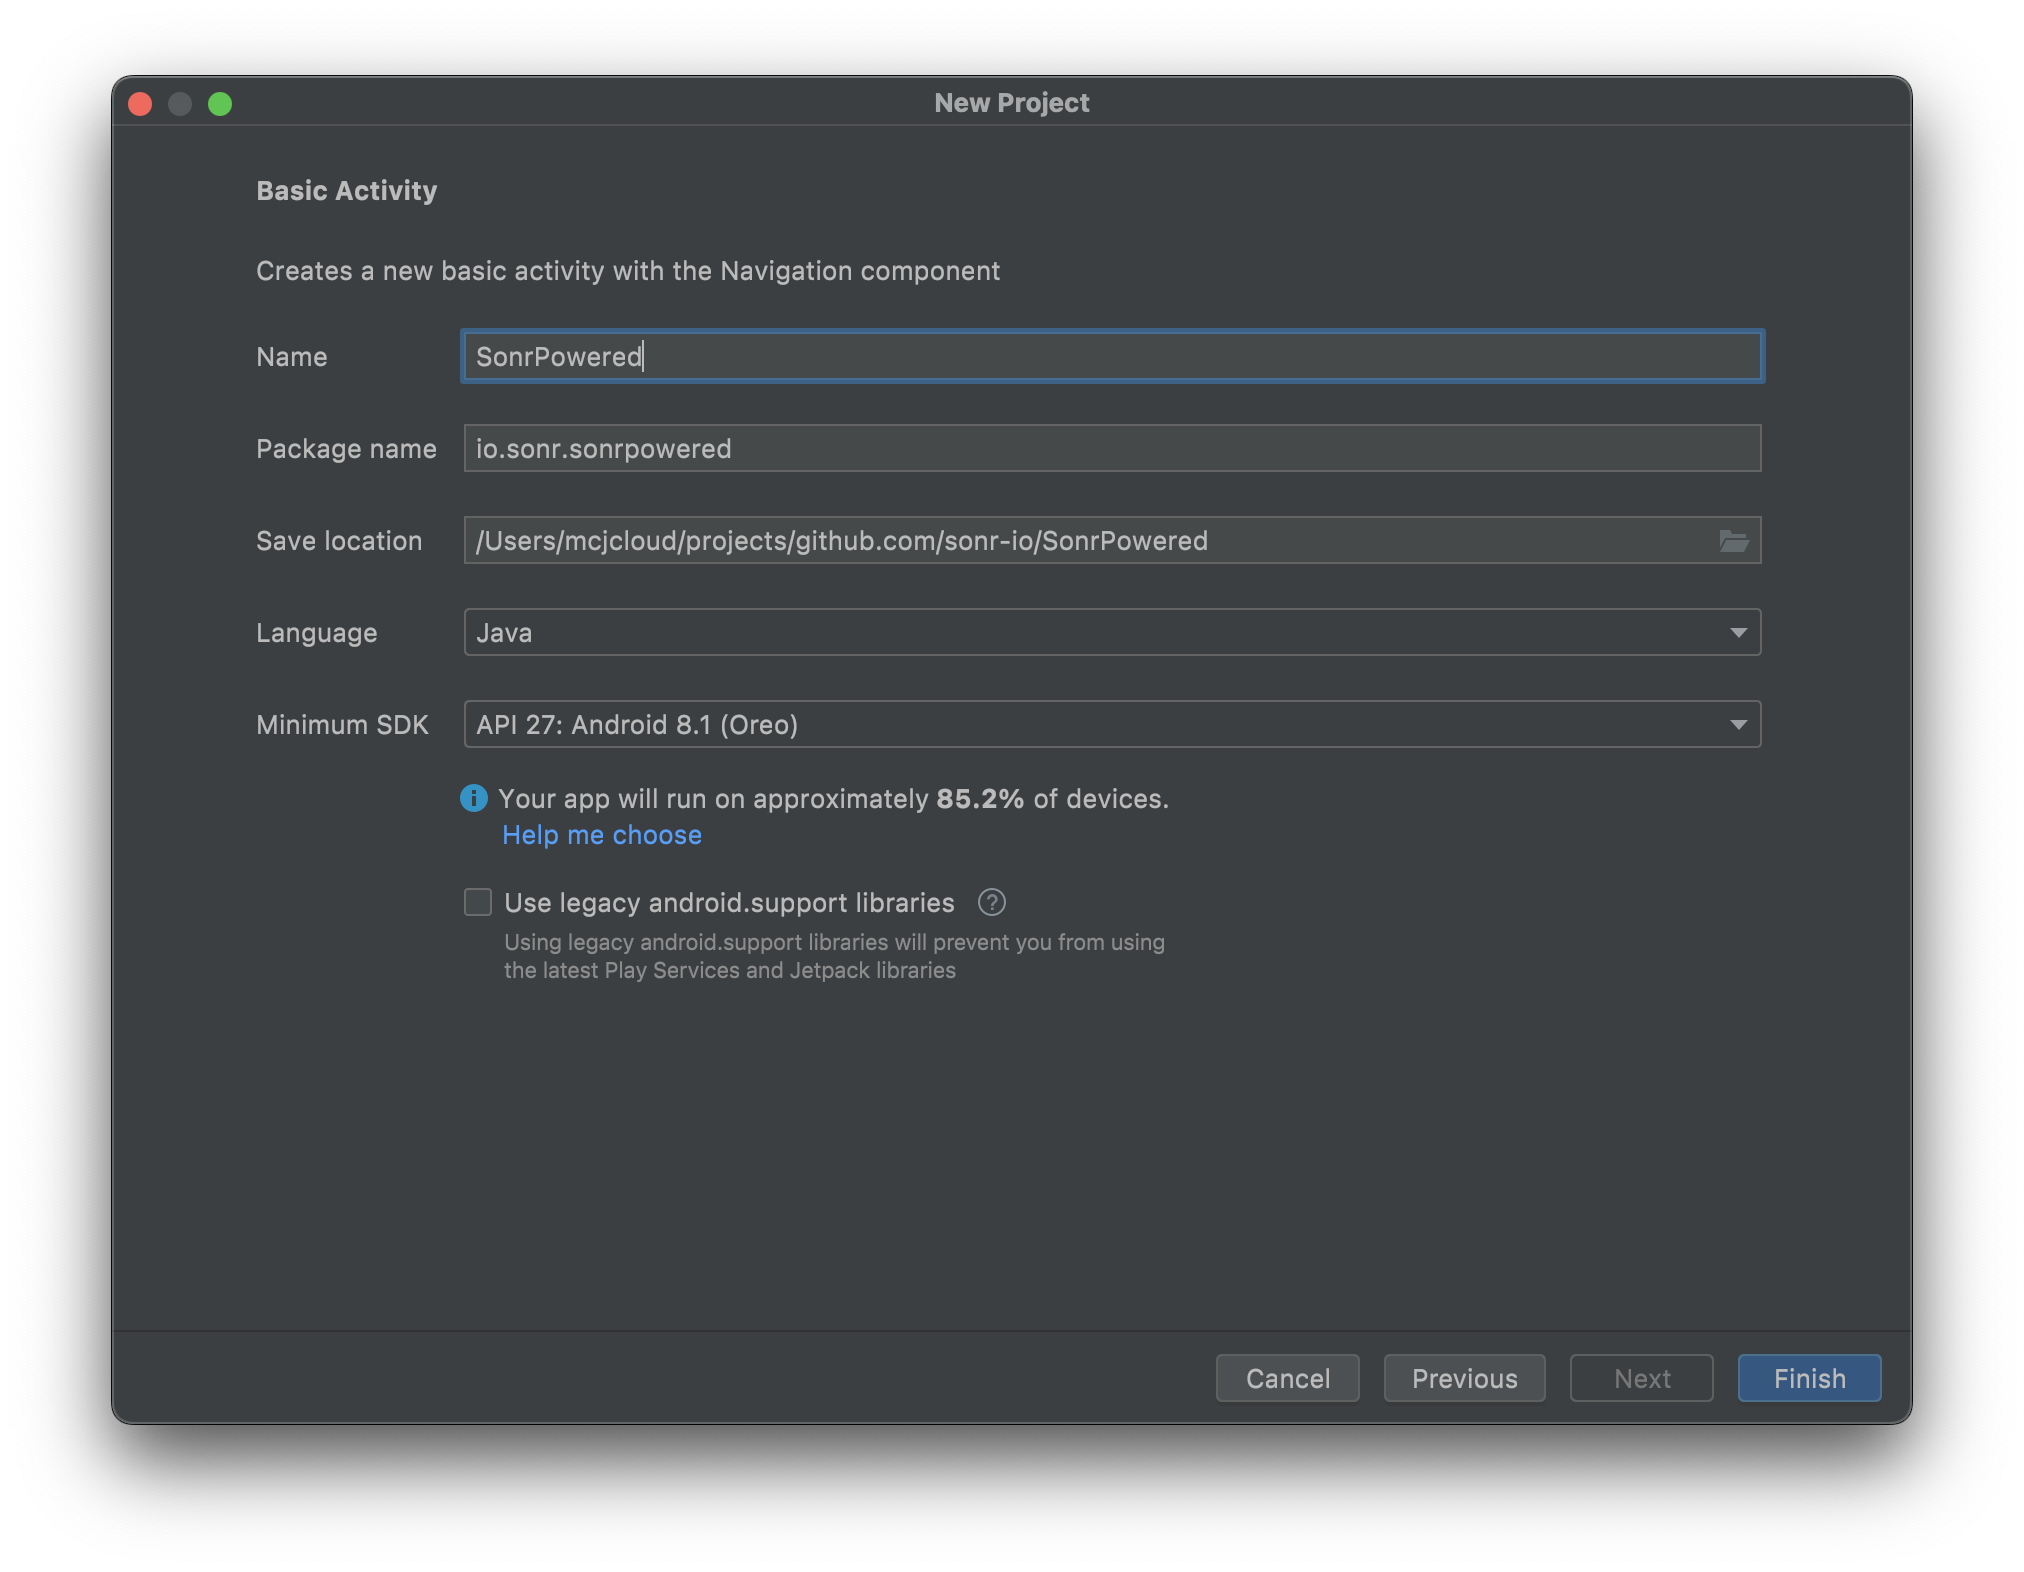 New Project
Basic Activity
Creates a new basic activity with the Navigation component
Name SonrPowered
Package name io.sonr.sonrpowered
Save location /Users/mcjcloud/projects/github.com/sonr-io/SonrPowered
Language Java
Minimum SDK API 27: Android 8.1 (Oreo)
Your app will run on approximately 85.2% of devices.
Help me choose
Use legacy android.support libraries ?
Using legacy android.support libraries will prevent you from using
the latest Play Services and Jetpack libraries
Cancel Previous Next Finish